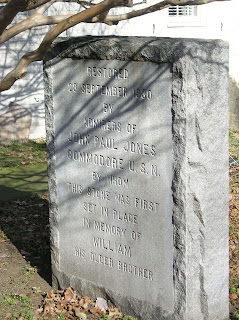 RESTORED
23 SEPTEMBER 1930
BY
ADMIRERS OF
JOHN PAUL JONES
COMMODORE U.S.N.
BY WHOM
THIS STONE WAS FIRST
SET IN PLACE
IN MEMORY OF
WILLIAM
HIS OLDER BROTHER